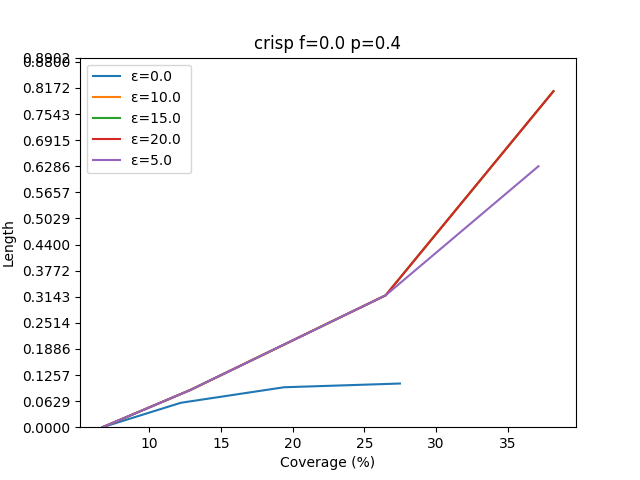 crisp f=0.0 p=0.4
0.8902
0.8800
0.8172
0.7543
0.6915
0.6286
0.5657
0.5029
0.4400
0.3772
0.3143
0.2514
0.1886
0.1257
0.0629
0.0000
Length
ε=0.0
ε=10.0
ε=15.0
ε=20.0
ε=5.0
10 15 20 25 30 35
Coverage (%)